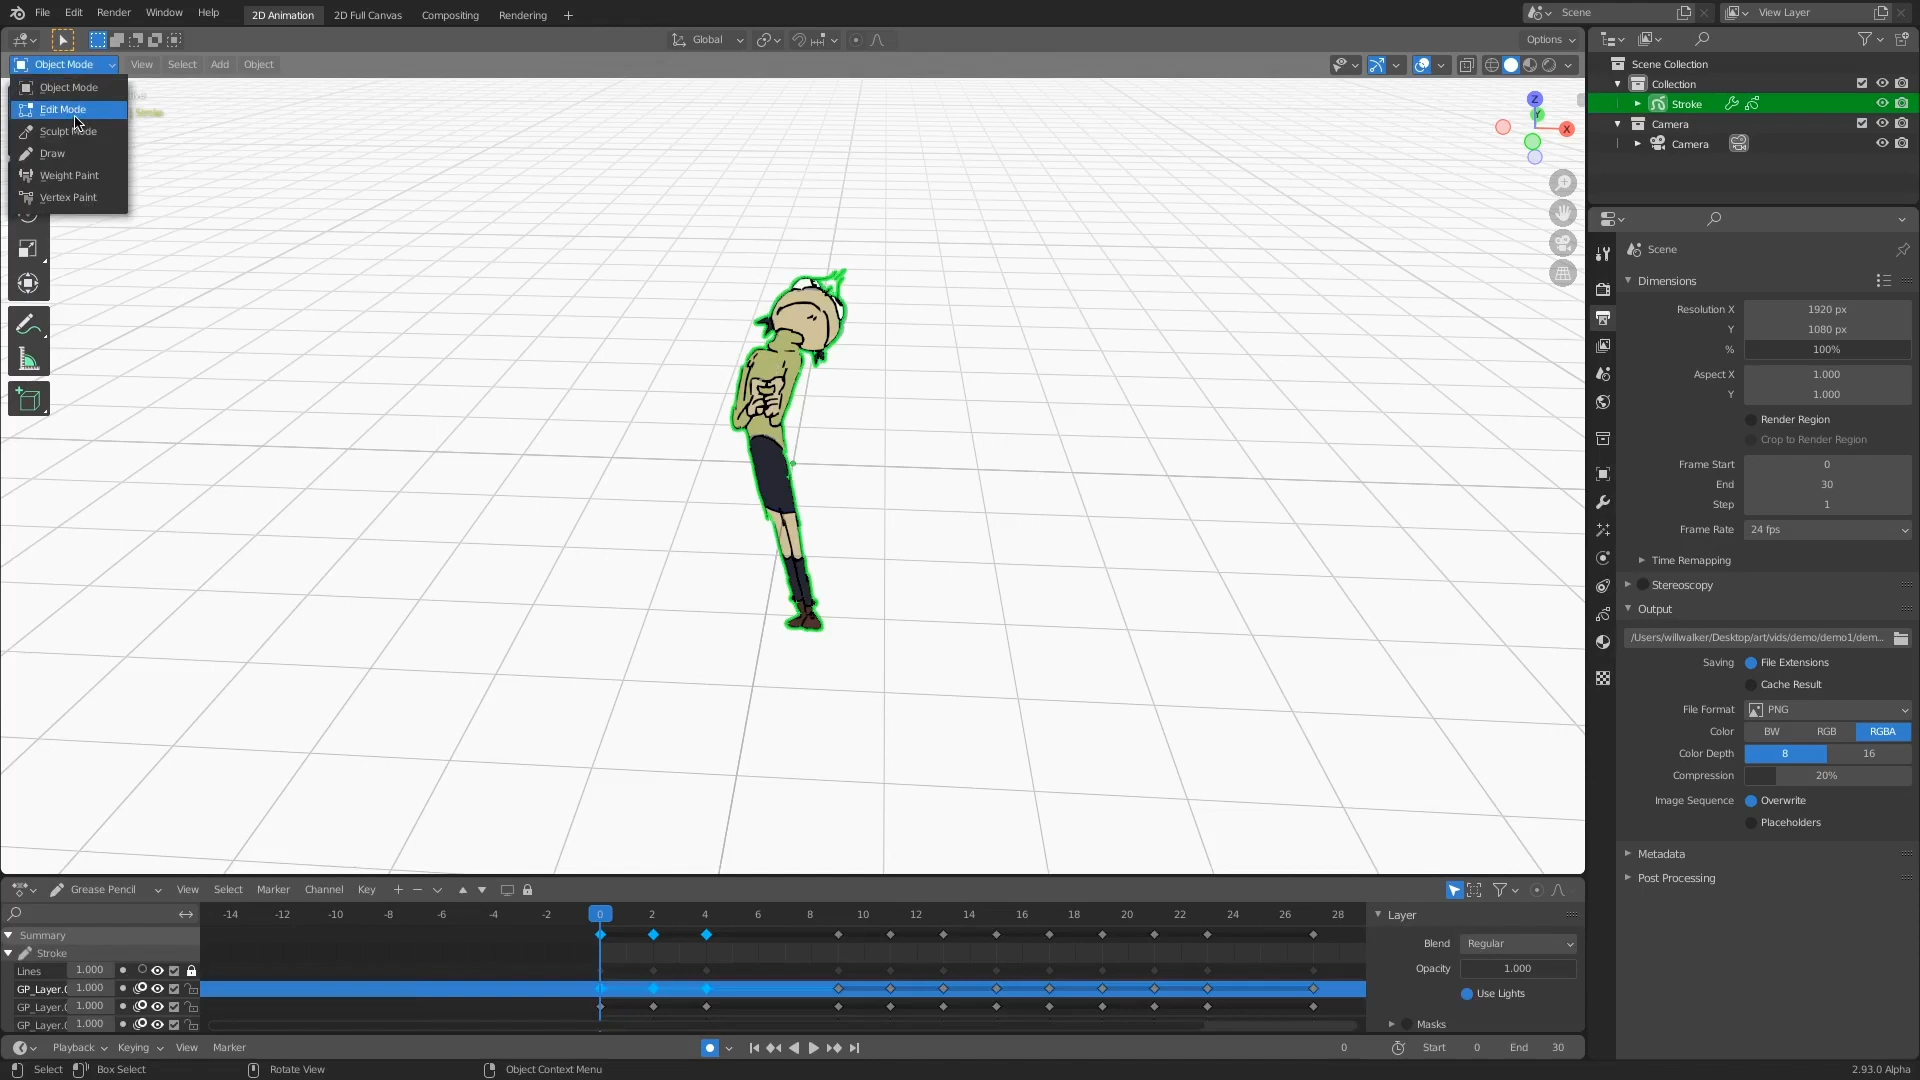 File Edit Render Window Help 2D Animation 2D Full Canvas Compositing Rendering Scene View Layer
Global Options
Object Mode View Select Add Object
Object Mode
Edit Mode
Sculpt Mode
Draw
Weight Paint
Vertex Paint
Stroke
Z
Y
X
Scene Collection
Collection
Stroke
Camera
Camera
Scene
Dimensions
Resolution X 1920 px
Y 1080 px
% 100%
Aspect X 1.000
Y 1.000
Render Region
Crop to Render Region
Frame Start 0
End 30
Step 1
Frame Rate 24 fps
Time Remapping
Stereoscopy
Output
/Users/willwalker/Desktop/art/vids/demo/demo1/dem...
Saving File Extensions
Cache Result
File Format PNG
Color BW RGB RGBA
Color Depth 8 16
Compression 20%
Image Sequence Overwrite
Placeholders
Metadata
Post Processing
Grease Pencil View Select Marker Channel Key
-14 -12 -10 -8 -6 -4 -2 0 2 4 6 8 10 12 14 16 18 20 22 24 26 28
Summary
Stroke
Lines 1.000
GP_Layer.0 1.000
GP_Layer.0 1.000
GP_Layer.0 1.000
Layer
Blend Regular
Opacity 1.000
Use Lights
Masks
Playback Keying View Marker 0 Start 0 End 30
Select Box Select Rotate View Object Context Menu 2.93.0 Alpha